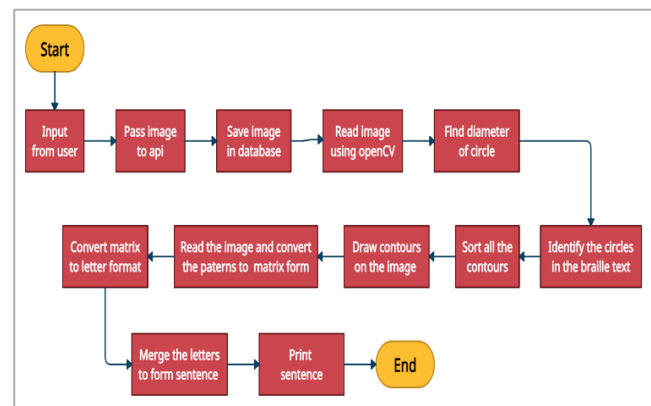 Start
Input
from user
Pass image
to api
Save image
in database
Read image
using openCV
Find diameter
of circle
Identify the circles
in the braille text
Sort all the
contours
Draw contours
on the image
Read the image and convert
the paterns to matrix form
Convert matrix
to letter format
Merge the letters
to form sentence
Print
sentence
End